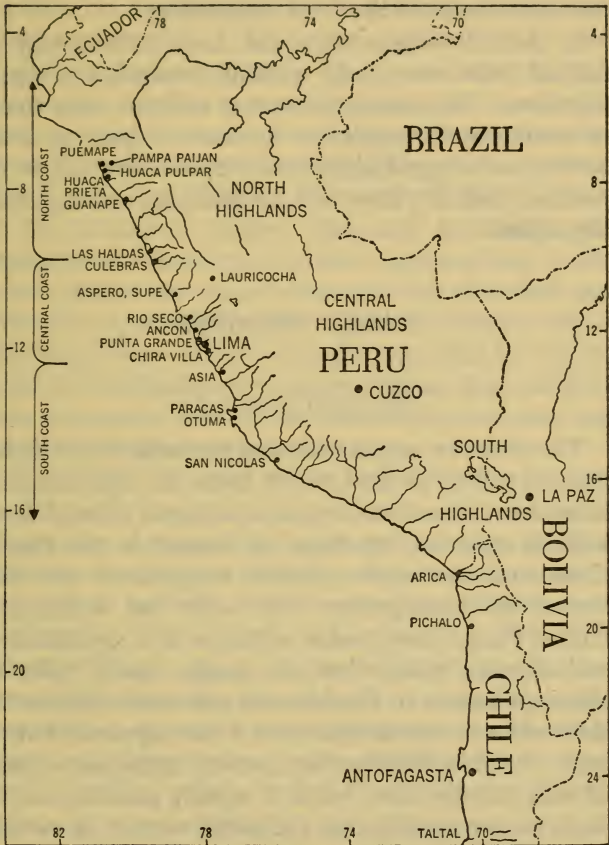 78
74
70
4
ECUADOR
BRAZIL
PUEMAPE
PAMPA PAIJAN
HUACA PULPAR
HUACA
PRIETA
GUANAPE
8
NORTH COAST
NORTH
HIGHLANDS
LAS HALDAS
CULEBRAS
LAURICOCHA
ASPERO, SUPE
CENTRAL COAST
CENTRAL
HIGHLANDS
RIO SECO
ANCON
PUNTA GRANDE
LIMA
CHIRA VILLA
12
PERU
ASIA
CUZCO
SOUTH COAST
PARACAS
OTUMA
SAN NICOLAS
SOUTH
HIGHLANDS
16
16
LA PAZ
BOLIVIA
ARICA
PICHALO
20
20
CHILE
ANTOFAGASTA
24
TALTAL
82
78
74
70